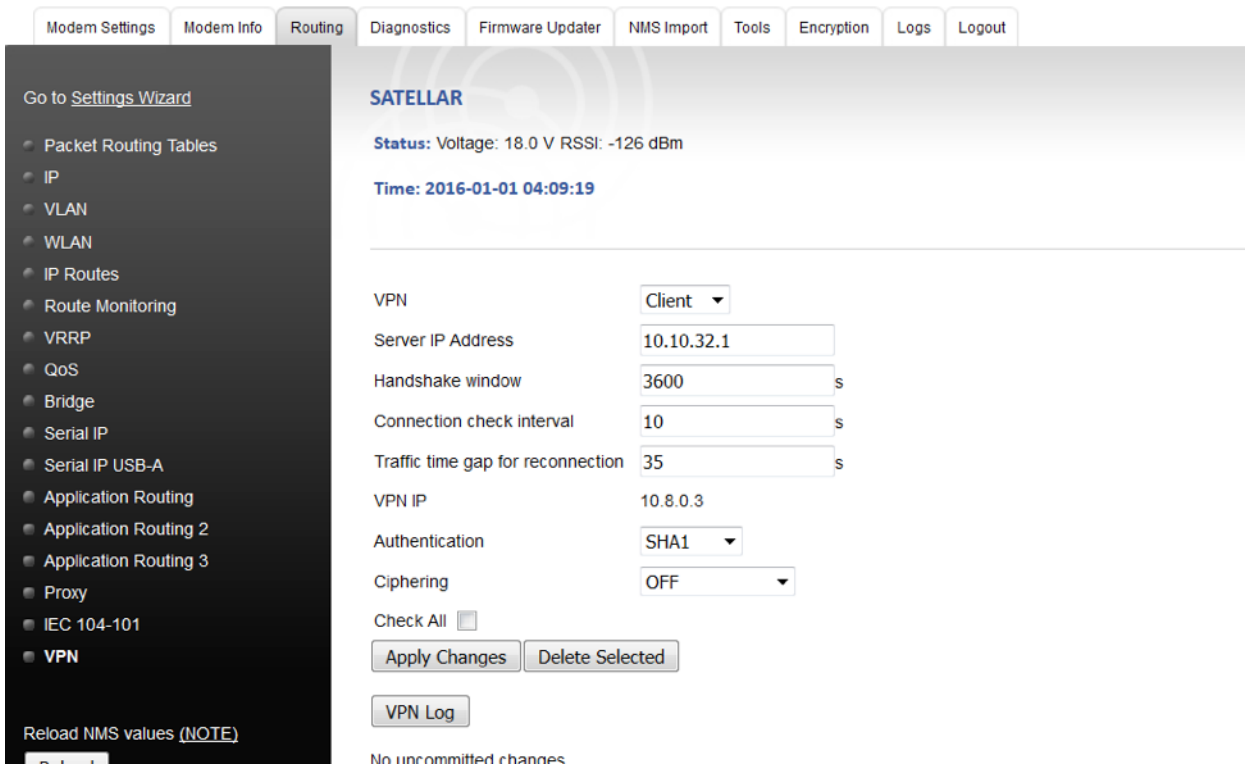 Modem Settings Modem Info Routing Diagnostics Firmware Updater NMS Import Tools Encryption Logs Logout
Go to Settings Wizard
Packet Routing Tables
IP
VLAN
WLAN
IP Routes
Route Monitoring
VRRP
QoS
Bridge
Serial IP
Serial IP USB-A
Application Routing
Application Routing 2
Application Routing 3
Proxy
IEC 104-101
VPN
Reload NMS values (NOTE)
Reload
SATELLAR
Status: Voltage: 18.0 V RSSI: -126 dBm
Time: 2016-01-01 04:09:19
VPN Client
Server IP Address 10.10.32.1
Handshake window 3600 s
Connection check interval 10 s
Traffic time gap for reconnection 35 s
VPN IP 10.8.0.3
Authentication SHA1
Ciphering OFF
Check All
Apply Changes Delete Selected
VPN Log
No uncommitted changes